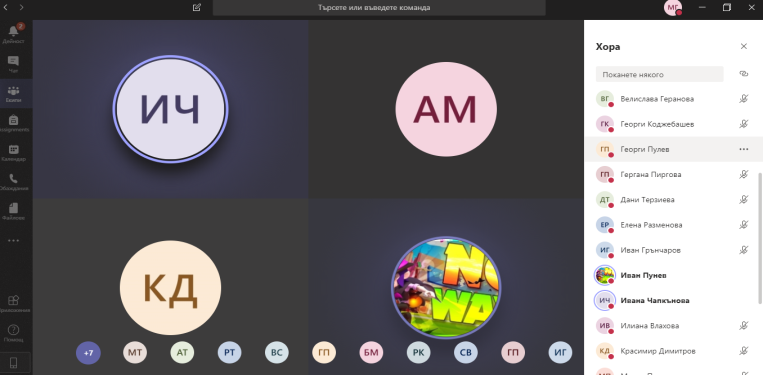 Търсете или въведете команда
МГ
2
Дейност
Чат
Екипи
Assignments
Календар
Обаждания
Файлове
Приложения
Помощ
ИЧ
АМ
КД
NO
WA
+7
МТ
АТ
РТ
ВС
ГП
БМ
РК
СВ
ГП
ИГ
Хора
Поканете някого
ВГ Велислава Геранова
ГК Георги Коджебашев
ГП Георги Пулев
ГП Гергана Пиргова
ДТ Дани Терзиева
ЕР Елена Разменова
ИГ Иван Грънчаров
Иван Пунев
ИЧ Ивана Чапкънова
ИВ Илиана Влахова
КД Красимир Димитров